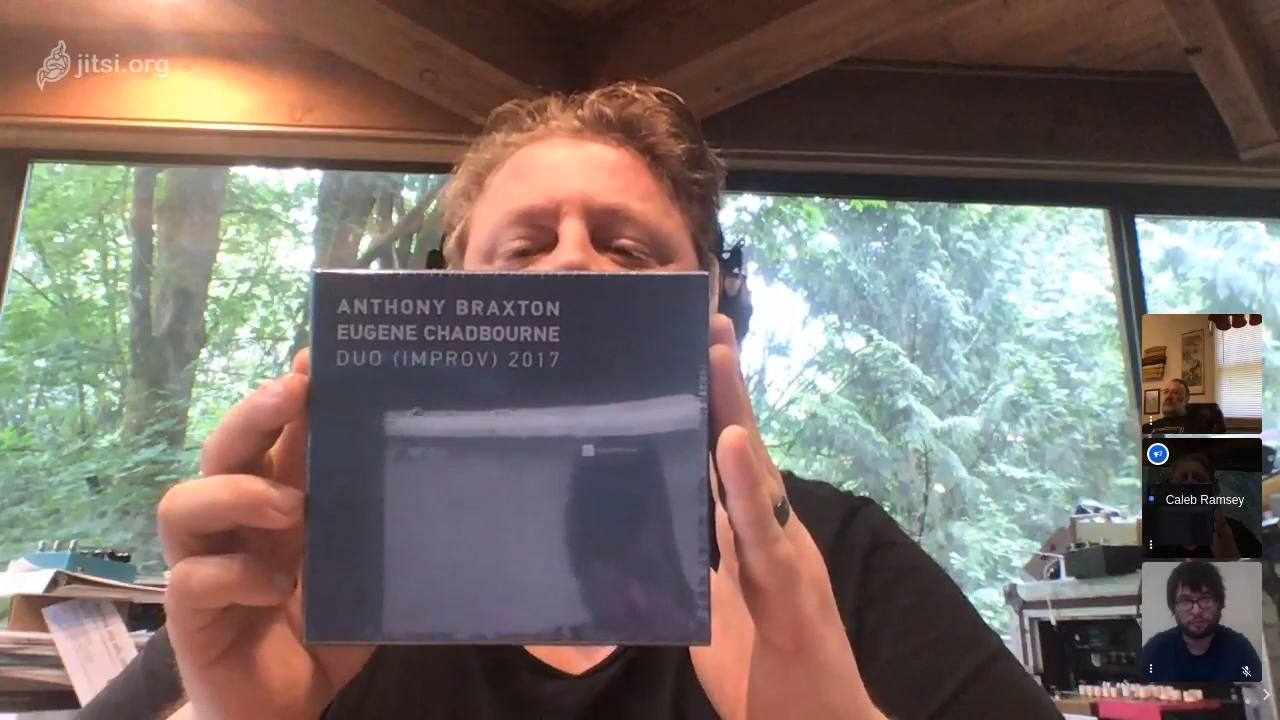 jitsi.org
ANTHONY BRAXTON
EUGENE CHADBOURNE
DUO (IMPROV) 2017
Caleb Ramsey